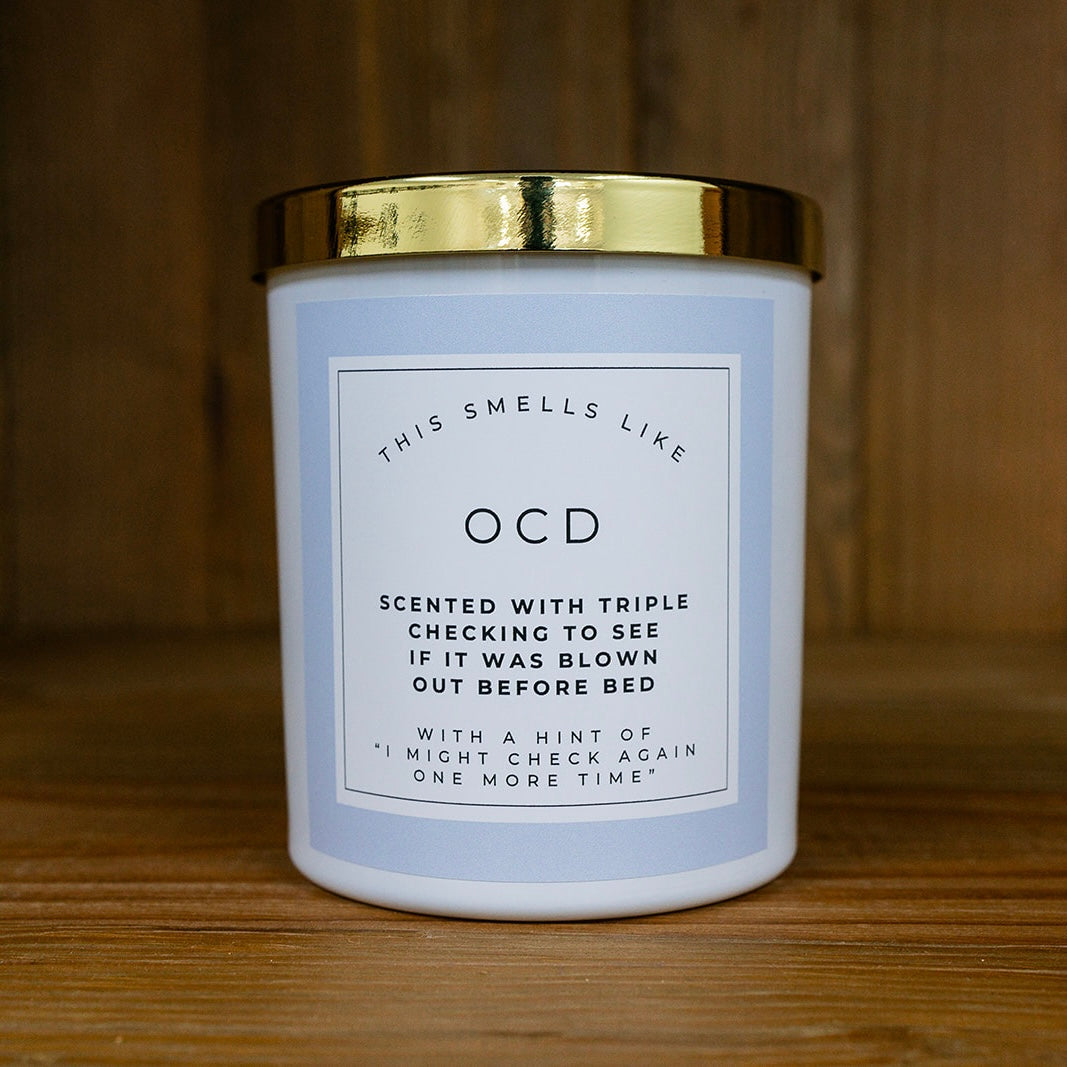 THIS SMELLS LIKE
OCD
SCENTED WITH TRIPLE
CHECKING TO SEE
IF IT WAS BLOWN
OUT BEFORE BED
WITH A HINT OF
“I MIGHT CHECK AGAIN
ONE MORE TIME”